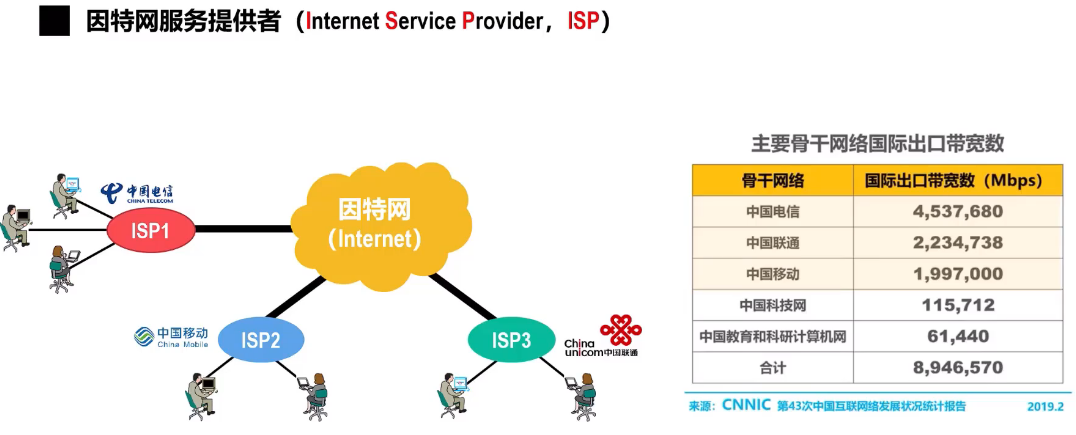 因特网服务提供者（Internet Service Provider，ISP）
中国电信
CHINA TELECOM
ISP1
因特网
（Internet）
中国移动
China Mobile
ISP2
ISP3
China
unicom中国联通
主要骨干网络国际出口带宽数
骨干网络 国际出口带宽数（Mbps）
中国电信 4,537,680
中国联通 2,234,738
中国移动 1,997,000
中国科技网 115,712
中国教育和科研计算机网 61,440
合计 8,946,570
来源：CNNIC 第43次中国互联网络发展状况统计报告 2019.2